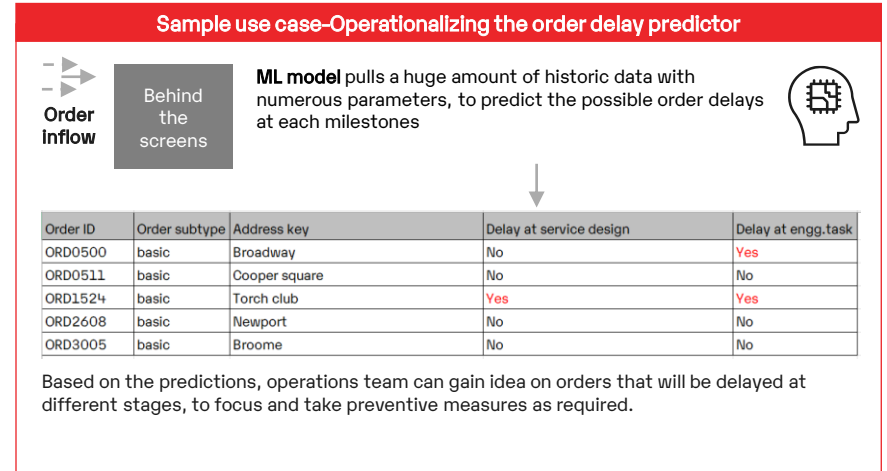 Sample use case-Operationalizing the order delay predictor
Order
inflow
Behind
the
screens
ML model pulls a huge amount of historic data with
numerous parameters, to predict the possible order delays
at each milestones
Order ID Order subtype Address key Delay at service design Delay at engg.task
ORD0500 basic Broadway No Yes
ORD0511 basic Cooper square No No
ORD1524 basic Torch club Yes Yes
ORD2608 basic Newport No No
ORD3005 basic Broome No No
Based on the predictions, operations team can gain idea on orders that will be delayed at
different stages, to focus and take preventive measures as required.